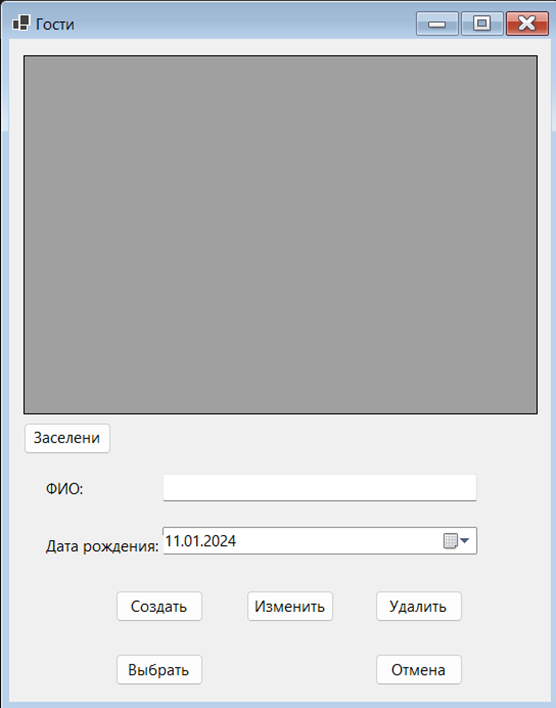 Гости
Заселени
ФИО:
Дата рождения: 11.01.2024
Создать Изменить Удалить
Выбрать Отмена